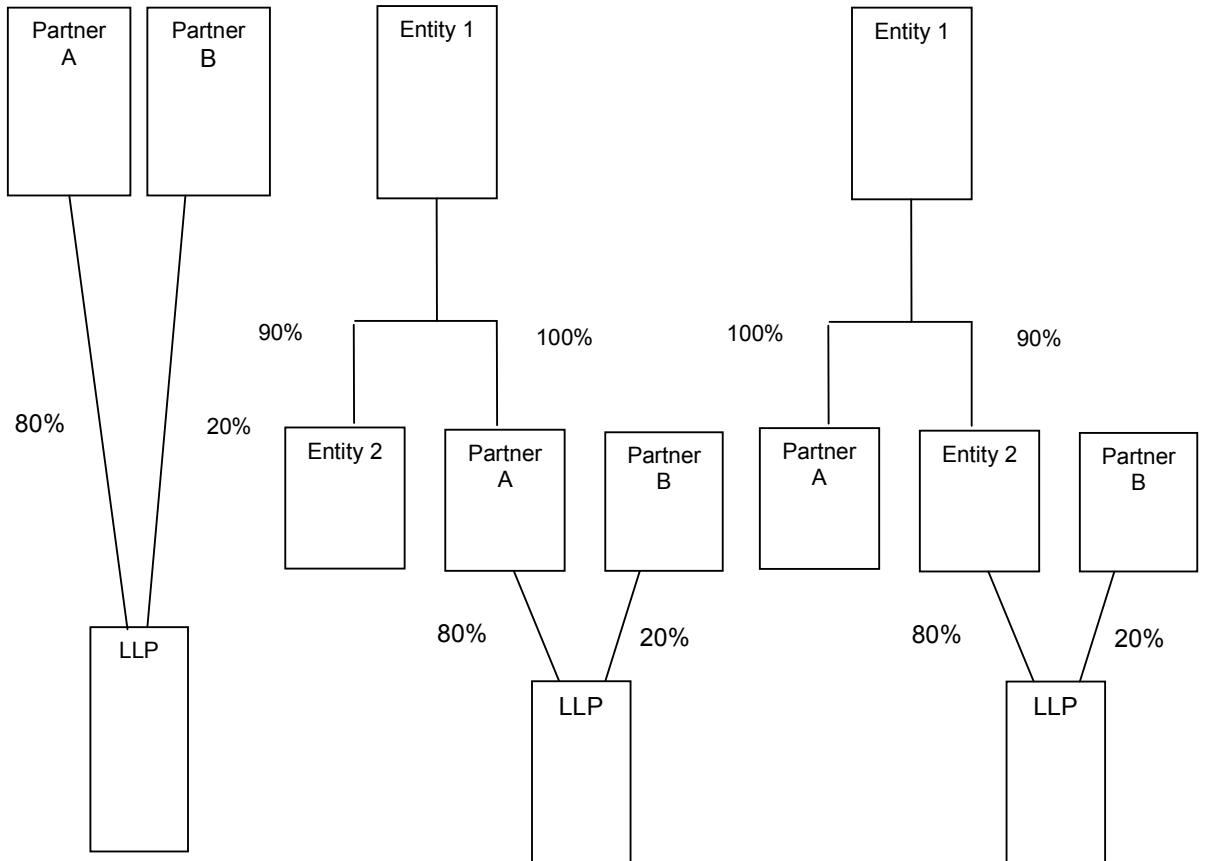 Partner
A
Partner
B
80%
20%
LLP
Entity 1
90%
100%
Entity 2
Partner
A
Partner
B
80%
20%
LLP
Entity 1
100%
90%
Partner
A
Entity 2
Partner
B
80%
20%
LLP